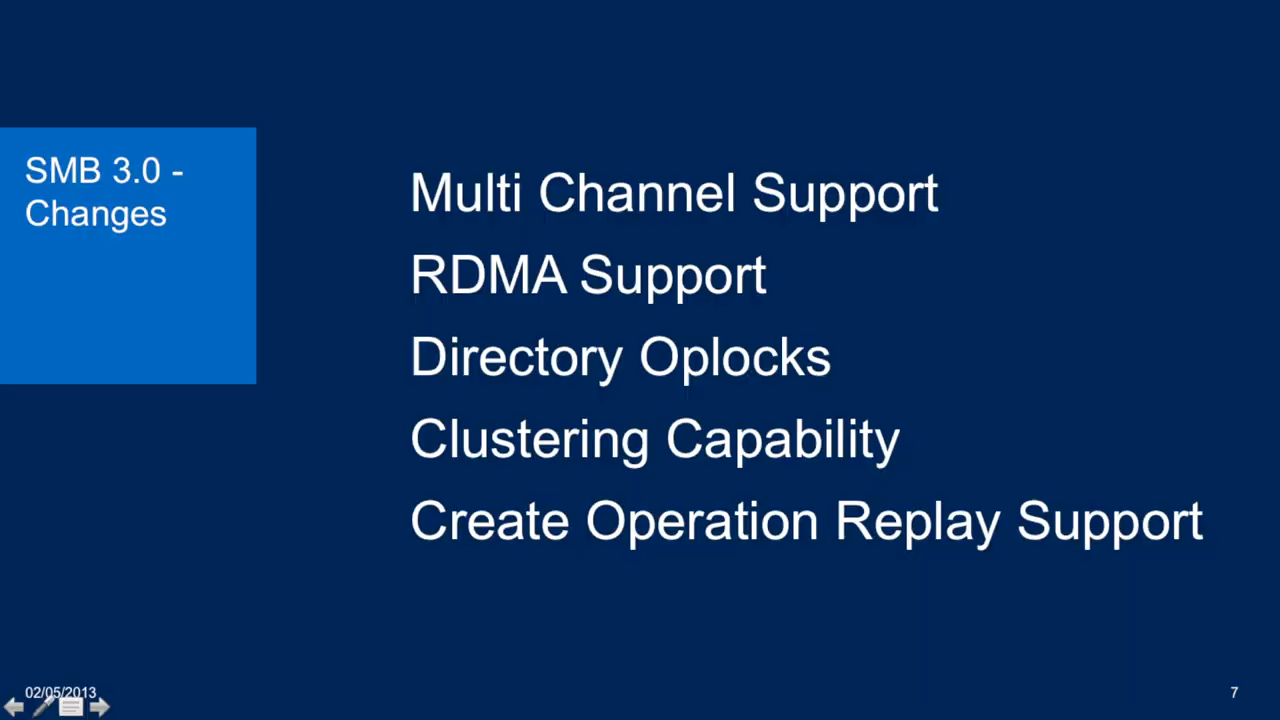 SMB 3.0 -
Changes
Multi Channel Support
RDMA Support
Directory Oplocks
Clustering Capability
Create Operation Replay Support
02/05/2013
7